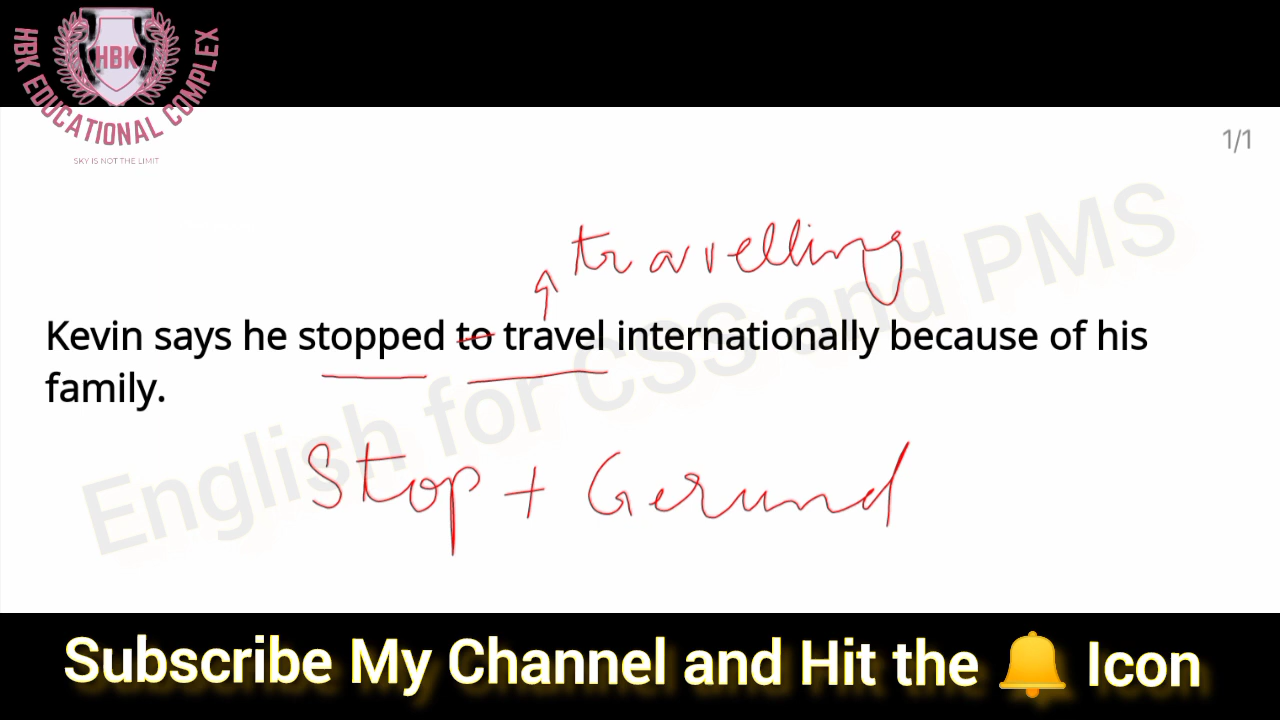 HBK
HBK EDUCATIONAL COMPLEX
SKY IS NOT THE LIMIT
1/1
travelling
Kevin says he stopped to travel internationally because of his
family.
English for CSS and PMS
Stop + Gerund
Subscribe My Channel and Hit the 🔔 Icon